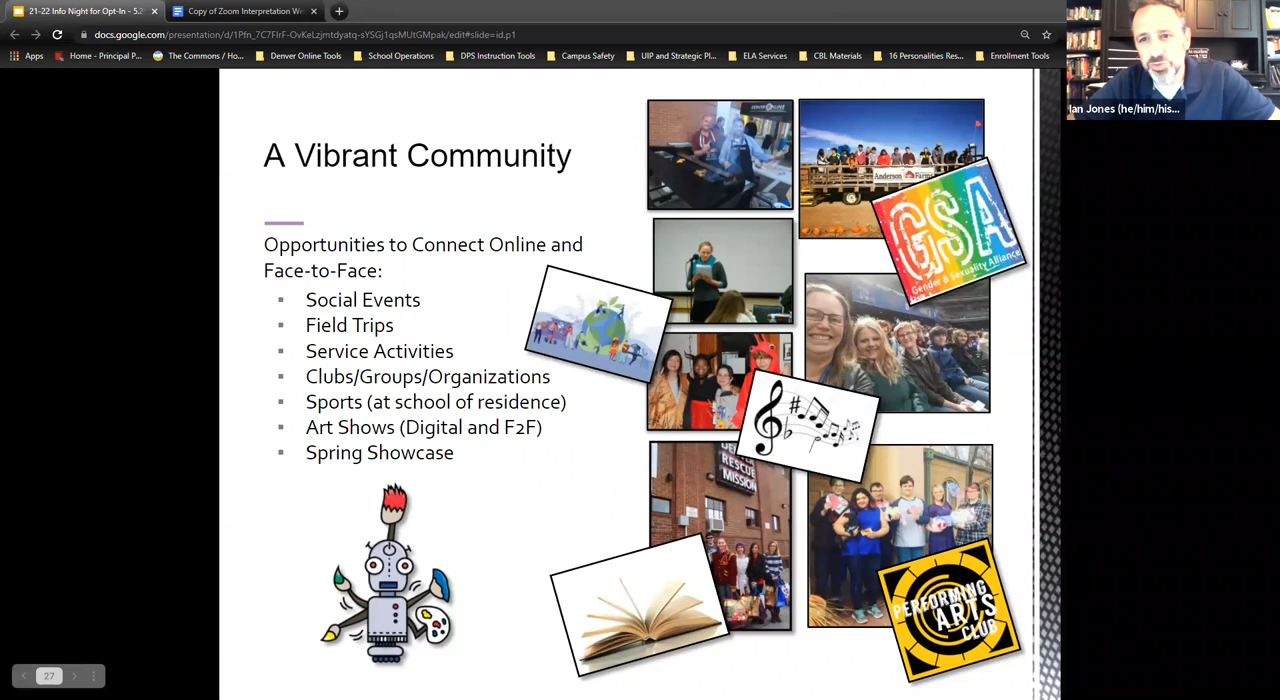 21-22 Info Night for Opt-In - 5.2
Copy of Zoom Interpretation We
docs.google.com/presentation/d/1Pfn_7C7FIrF-OvKeLzjmtdyatq-sYSGj1qsMUtGMpak/edit#slide=id.p1
Apps
Home - Principal P...
The Commons / Ho...
Denver Online Tools
School Operations
DPS Instruction Tools
Campus Safety
UIP and Strategic Pl...
ELA Services
CBL Materials
16 Personalities Res...
Enrollment Tools
Ian Jones (he/him/his...
A Vibrant Community
Opportunities to Connect Online and
Face-to-Face:
▪ Social Events
▪ Field Trips
▪ Service Activities
▪ Clubs/Groups/Organizations
▪ Sports (at school of residence)
▪ Art Shows (Digital and F2F)
▪ Spring Showcase
Anderson Farms
GSA
Gender & Sexuality Alliance
DENVER
RESCUE
MISSION
PERFORMING
ARTS
CLUB
27